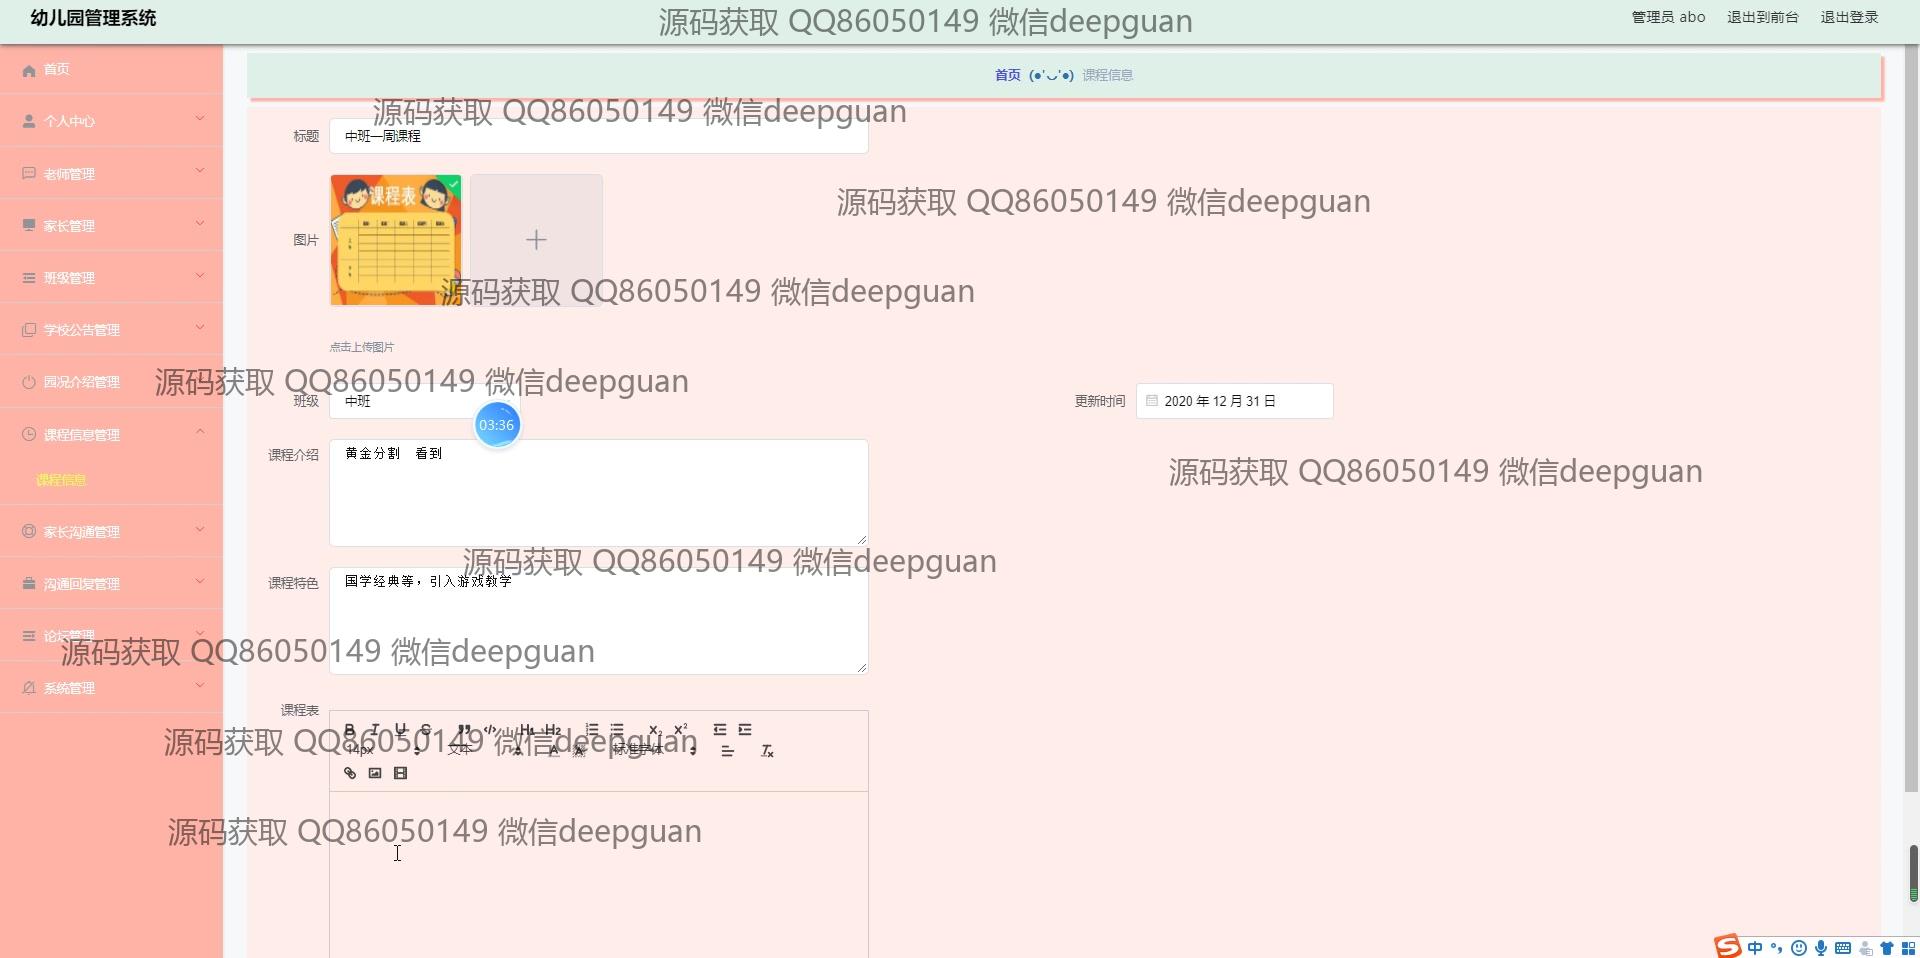 幼儿园管理系统
源码获取 QQ86050149 微信deepguan
管理员 abo
退出到前台
退出登录
首页
首页 (●'◡'●) 课程信息
源码获取 QQ86050149 微信deepguan
个人中心
标题
中班一周课程
老师管理
课程表
源码获取 QQ86050149 微信deepguan
家长管理
图片
班级管理
源码获取 QQ86050149 微信deepguan
学校公告管理
点击上传图片
园况介绍管理
源码获取 QQ86050149 微信deepguan
班级
中班
更新时间
2020 年 12 月 31 日
03:36
课程信息管理
课程介绍
黄金分割 看到
源码获取 QQ86050149 微信deepguan
课程信息
家长沟通管理
源码获取 QQ86050149 微信deepguan
沟通回复管理
课程特色
国学经典等，引入游戏教学
论坛管理
源码获取 QQ86050149 微信deepguan
系统管理
课程表
B I U S H1 H2 X2 X2
源码获取 QQ86050149 微信deepguan
14px 文本 标准字体
源码获取 QQ86050149 微信deepguan
中